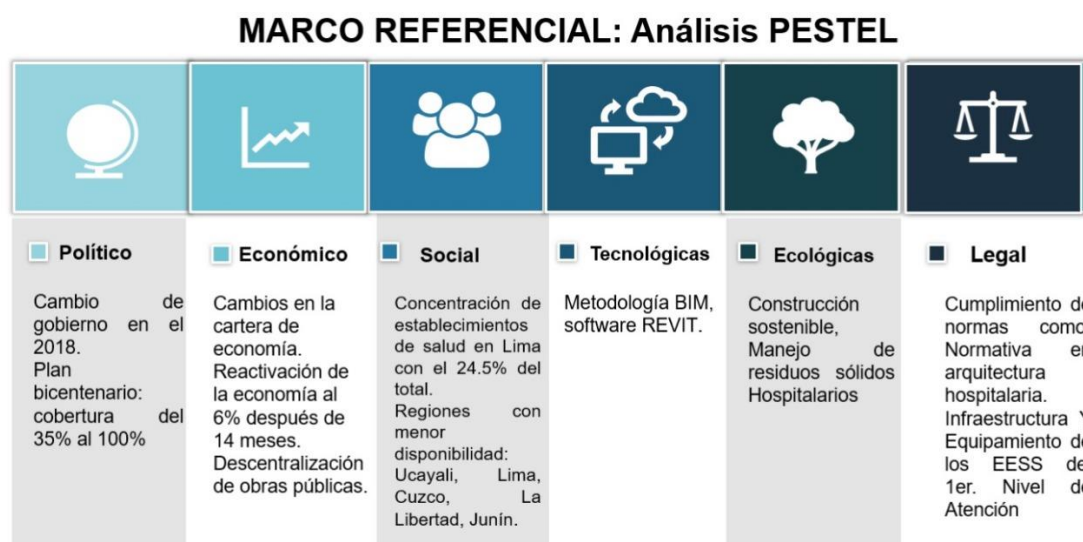 MARCO REFERENCIAL: Análisis PESTEL
Político
Cambio de
gobierno en el
2018.
Plan
bicentenario:
cobertura del
35% al 100%
Económico
Cambios en la
cartera de
economía.
Reactivación de
la economía al
6% después de
14 meses.
Descentralización
de obras públicas.
Social
Concentración de
establecimientos
de salud en Lima
con el 24.5% del
total.
Regiones con
menor
disponibilidad:
Ucayali, Lima,
Cuzco, La
Libertad, Junín.
Tecnológicas
Metodología BIM,
software REVIT.
Ecológicas
Construcción
sostenible,
Manejo de
residuos sólidos
Hospitalarios
Legal
Cumplimiento de
normas como
Normativa en
arquitectura
hospitalaria.
Infraestructura Y
Equipamiento de
los EESS de
1er. Nivel de
Atención